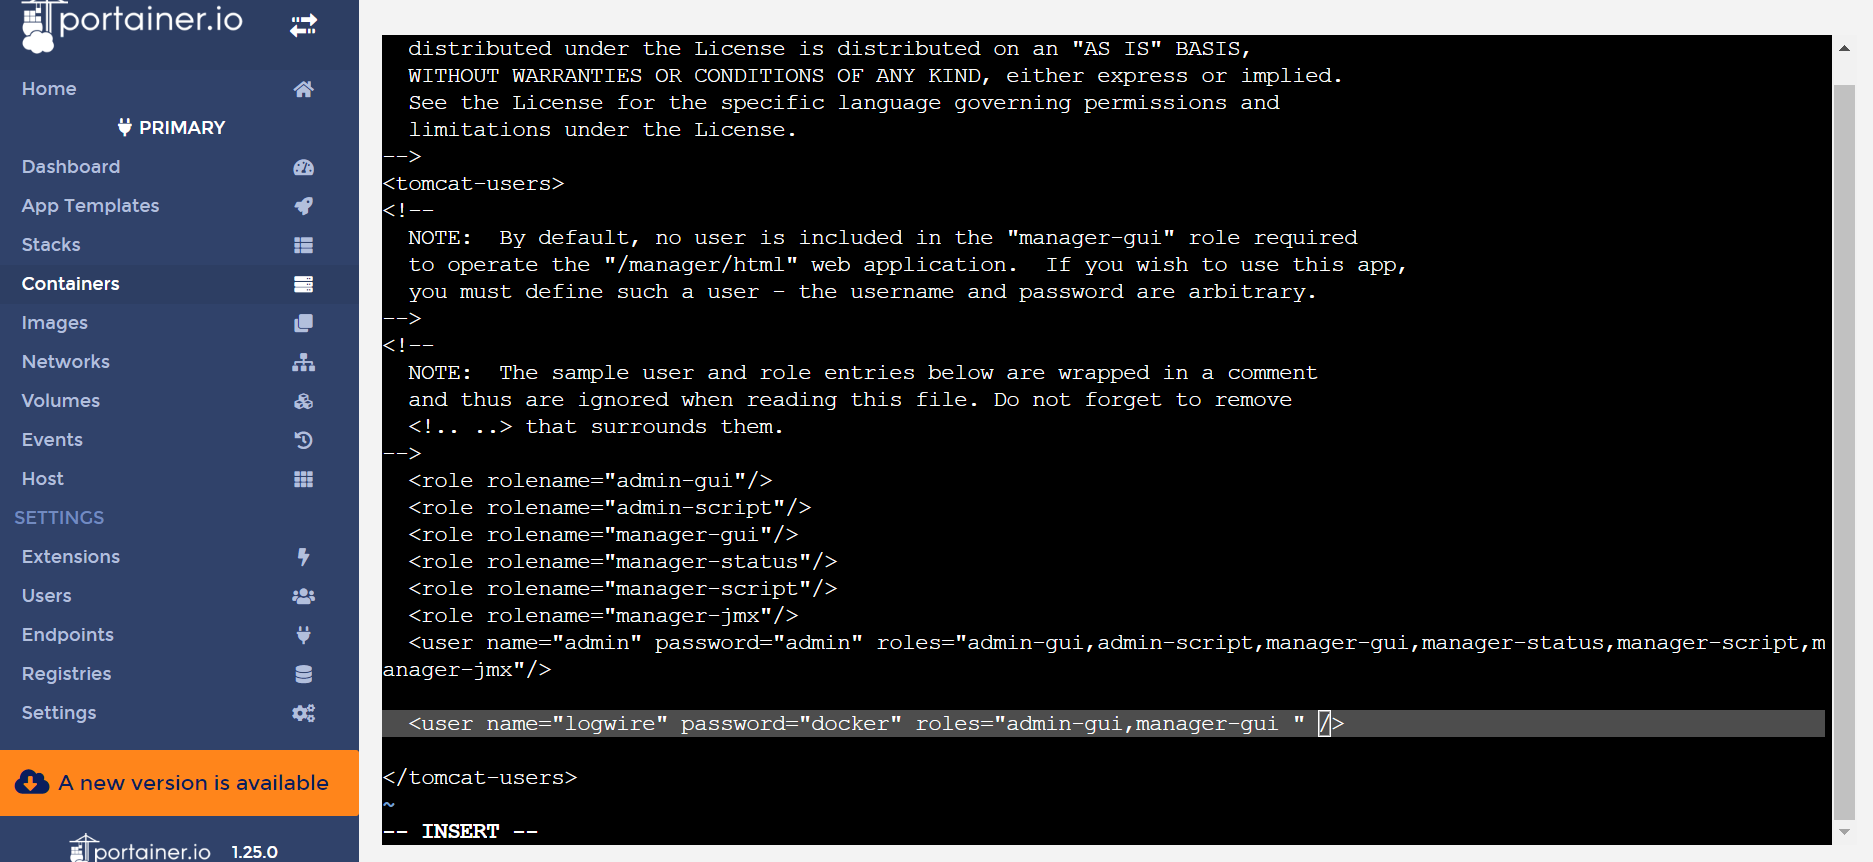 portainer.io
Home
PRIMARY
Dashboard
App Templates
Stacks
Containers
Images
Networks
Volumes
Events
Host
SETTINGS
Extensions
Users
Endpoints
Registries
Settings
A new version is available
portainer.io 1.25.0
distributed under the License is distributed on an "AS IS" BASIS,
WITHOUT WARRANTIES OR CONDITIONS OF ANY KIND, either express or implied.
See the License for the specific language governing permissions and
limitations under the License.
-->
<tomcat-users>
<!--
NOTE:  By default, no user is included in the "manager-gui" role required
to operate the "/manager/html" web application.  If you wish to use this app,
you must define such a user - the username and password are arbitrary.
-->
<!--
NOTE:  The sample user and role entries below are wrapped in a comment
and thus are ignored when reading this file. Do not forget to remove
<!.. ..> that surrounds them.
-->
<role rolename="admin-gui"/>
<role rolename="admin-script"/>
<role rolename="manager-gui"/>
<role rolename="manager-status"/>
<role rolename="manager-script"/>
<role rolename="manager-jmx"/>
<user name="admin" password="admin" roles="admin-gui,admin-script,manager-gui,manager-status,manager-script,m
anager-jmx"/>
<user name="logwire" password="docker" roles="admin-gui,manager-gui " />
</tomcat-users>
~
-- INSERT --